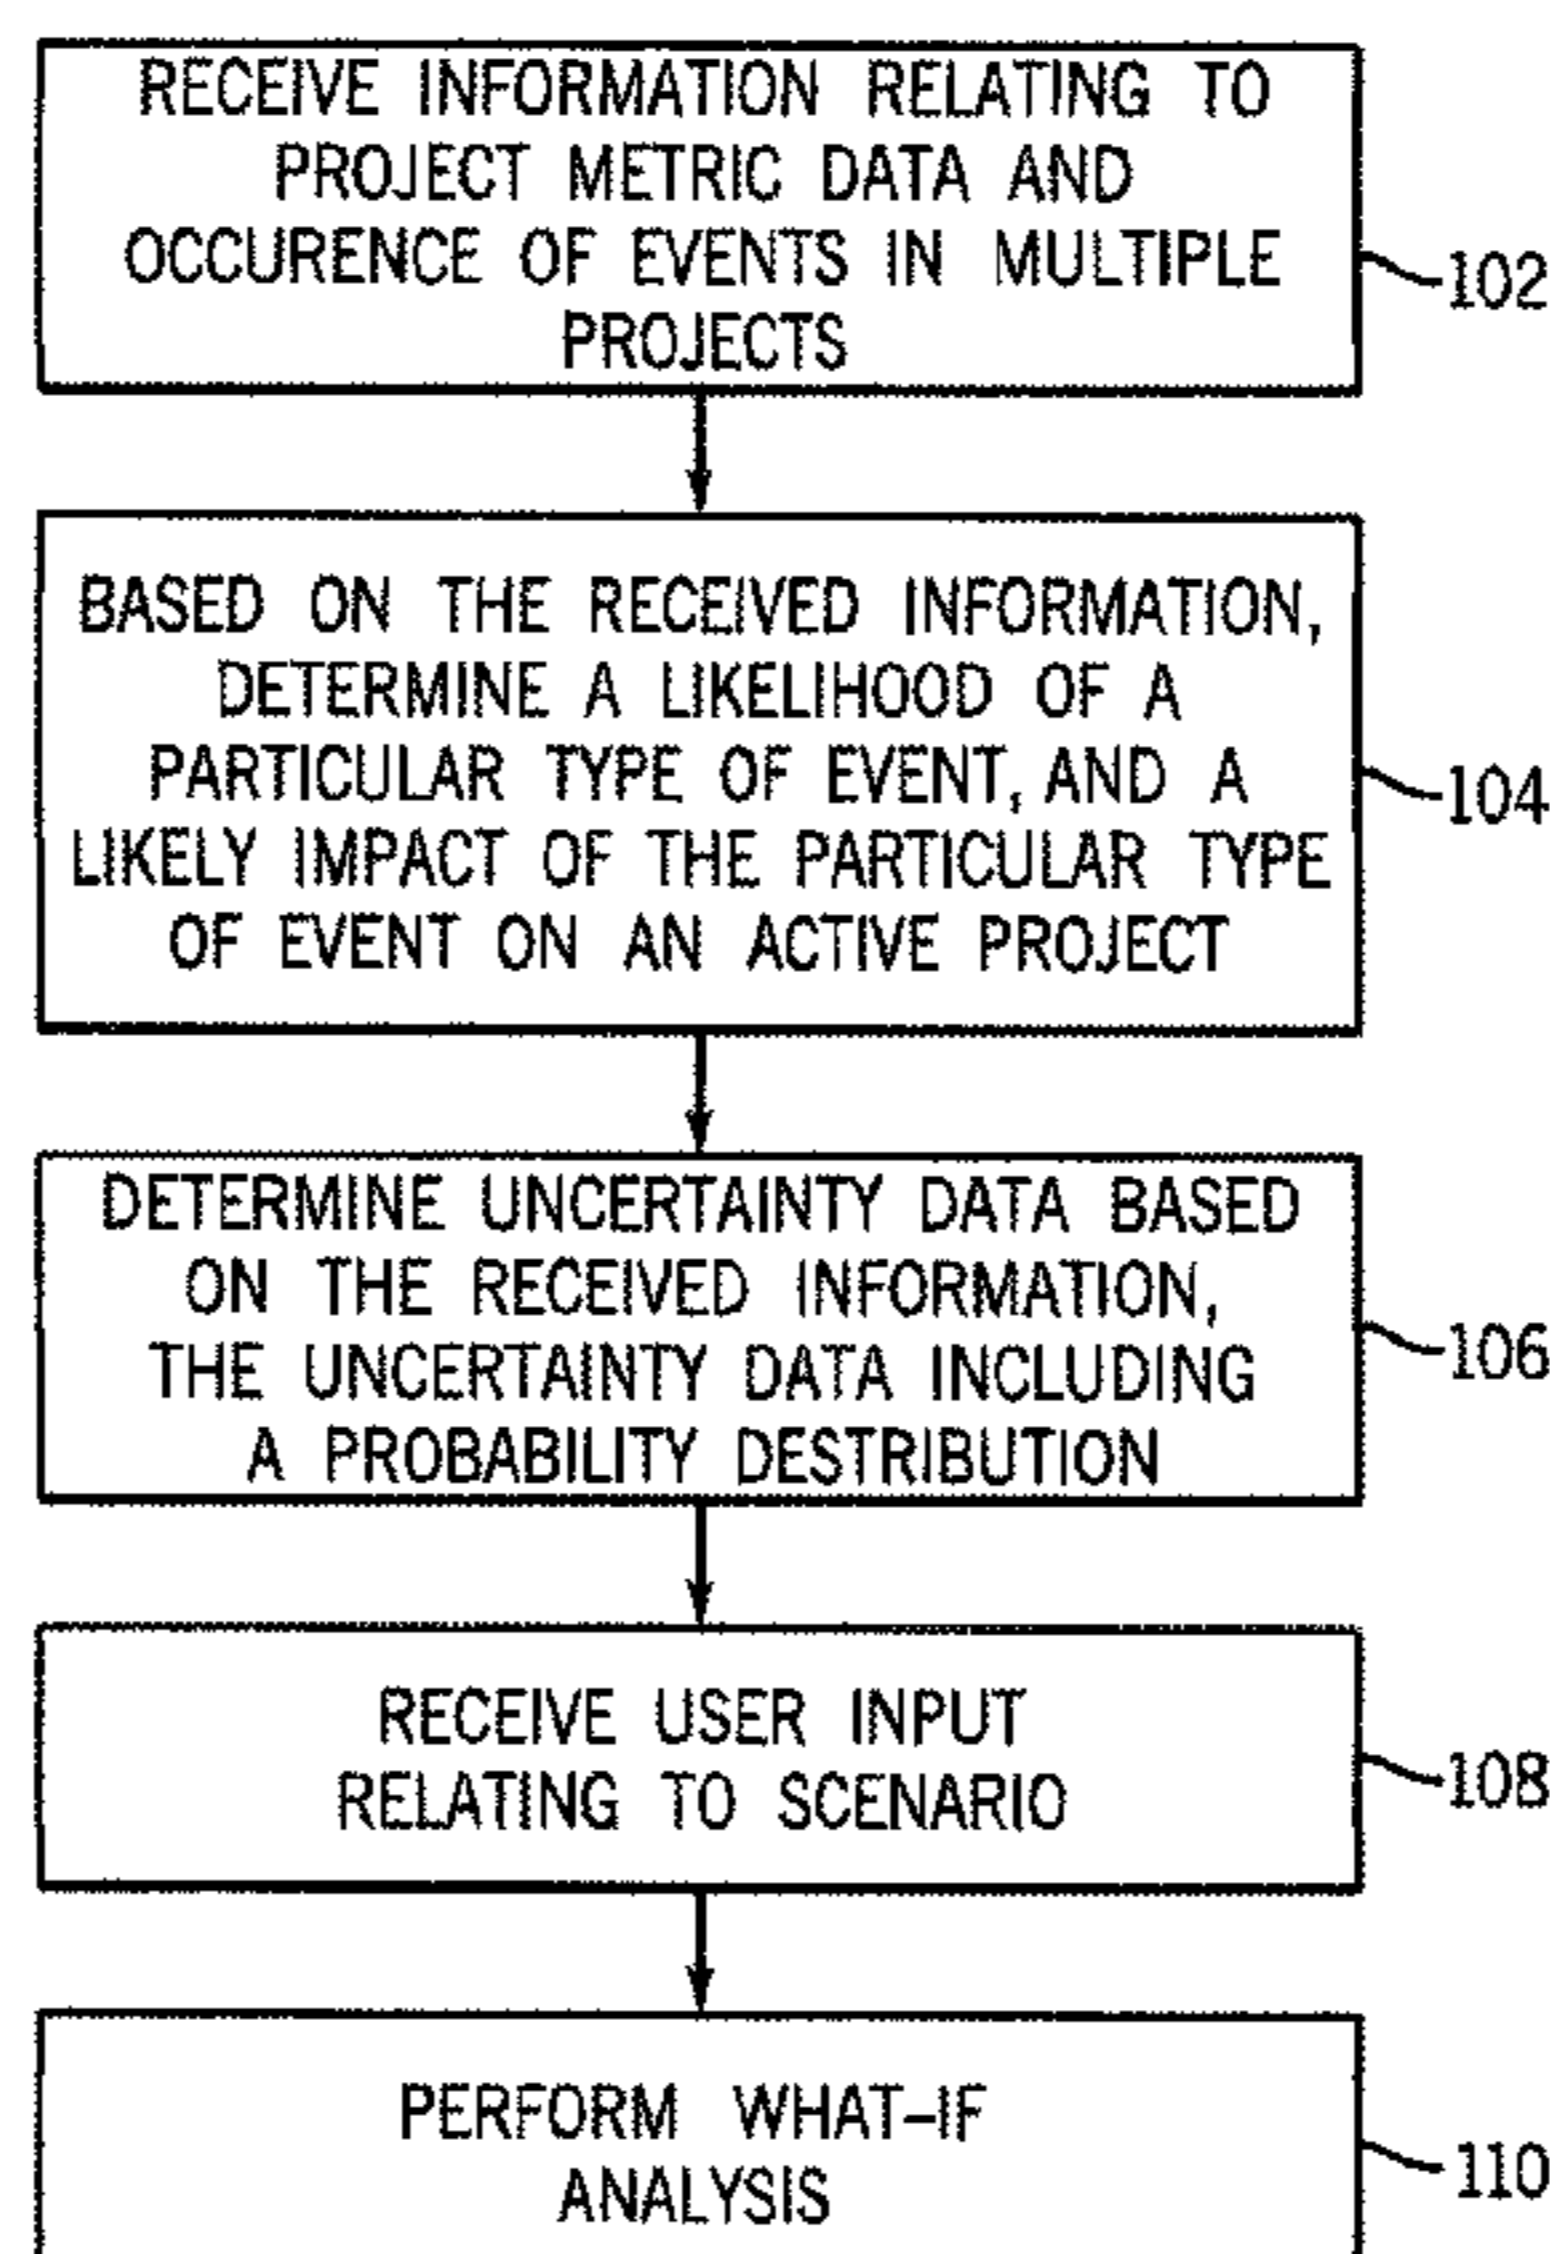 RECEIVE INFORMATION RELATING TO
PROJECT METRIC DATA AND
OCCURENCE OF EVENTS IN MULTIPLE
PROJECTS
102
BASED ON THE RECEIVED INFORMATION,
DETERMINE A LIKELIHOOD OF A
PARTICULAR TYPE OF EVENT, AND A
LIKELY IMPACT OF THE PARTICULAR TYPE
OF EVENT ON AN ACTIVE PROJECT
104
DETERMINE UNCERTAINTY DATA BASED
ON THE RECEIVED INFORMATION,
THE UNCERTAINTY DATA INCLUDING
A PROBABILITY DESTRIBUTION
106
RECEIVE USER INPUT
RELATING TO SCENARIO
108
PERFORM WHAT-IF
ANALYSIS
110